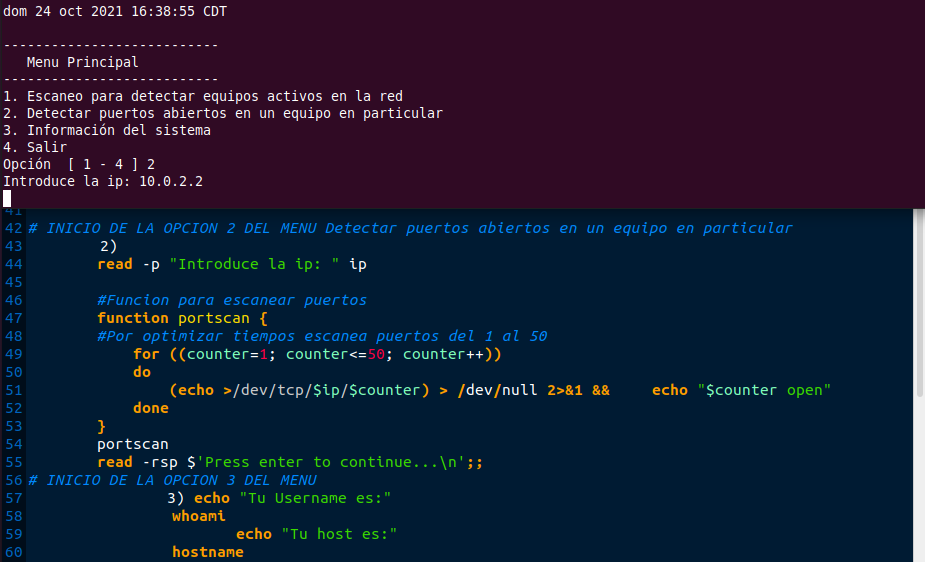 dom 24 oct 2021 16:38:55 CDT
---------------------------
   Menu Principal
---------------------------
1. Escaneo para detectar equipos activos en la red
2. Detectar puertos abiertos en un equipo en particular
3. Información del sistema
4. Salir
Opción  [ 1 - 4 ] 2
Introduce la ip: 10.0.2.2
41
42 # INICIO DE LA OPCION 2 DEL MENU Detectar puertos abiertos en un equipo en particular
43         2)
44         read -p "Introduce la ip: " ip
45
46         #Funcion para escanear puertos
47         function portscan {
48         #Por optimizar tiempos escanea puertos del 1 al 50
49             for ((counter=1; counter<=50; counter++))
50             do
51                 (echo >/dev/tcp/$ip/$counter) > /dev/null 2>&1 &&     echo "$counter open"
52             done
53         }
54         portscan
55         read -rsp $'Press enter to continue...\n';;
56 # INICIO DE LA OPCION 3 DEL MENU
57                 3) echo "Tu Username es:"
58                 whoami
59                         echo "Tu host es:"
60                 hostname